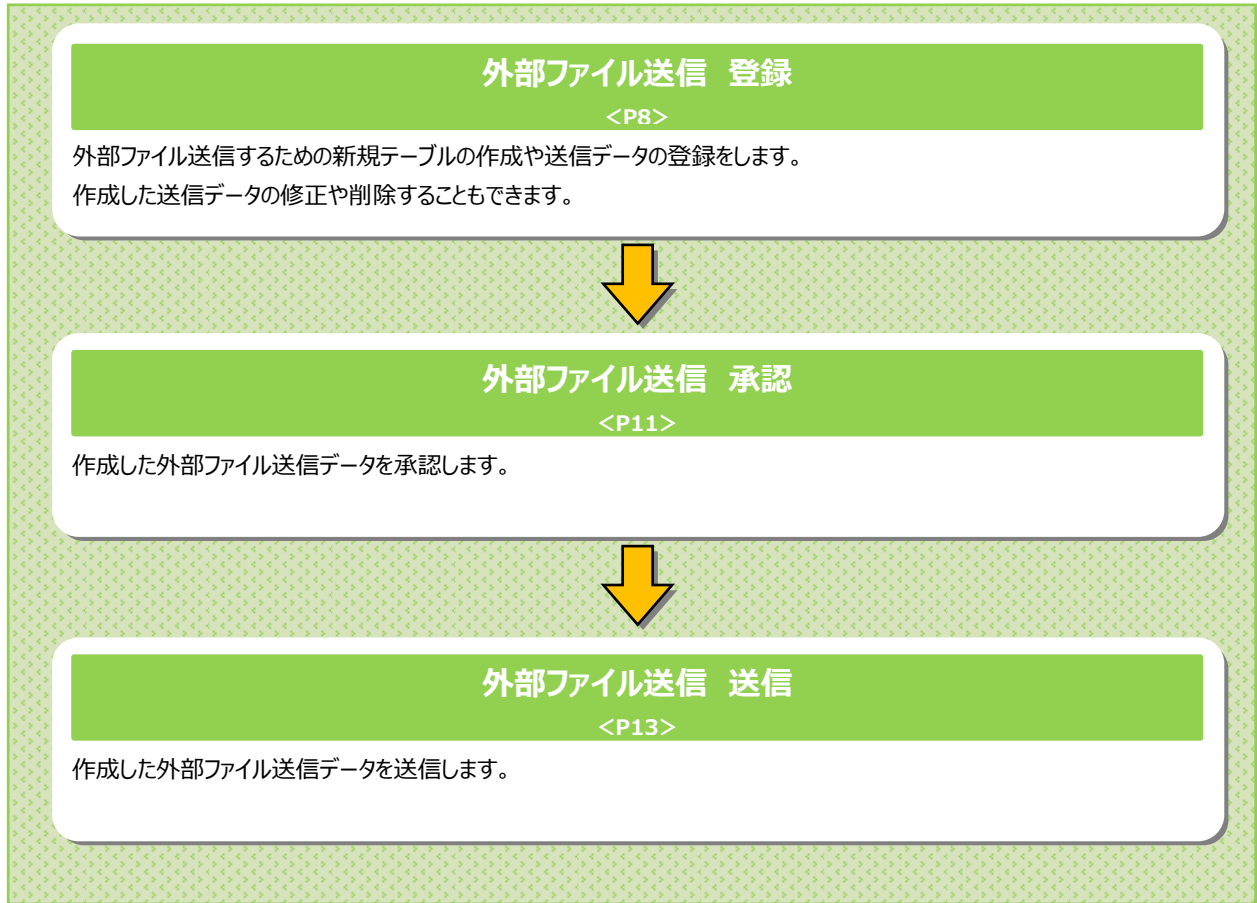 外部ファイル送信　登録
＜P8＞
外部ファイル送信するための新規テーブルの作成や送信データの登録をします。
作成した送信データの修正や削除することもできます。
外部ファイル送信　承認
＜P11＞
作成した外部ファイル送信データを承認します。
外部ファイル送信　送信
＜P13＞
作成した外部ファイル送信データを送信します。